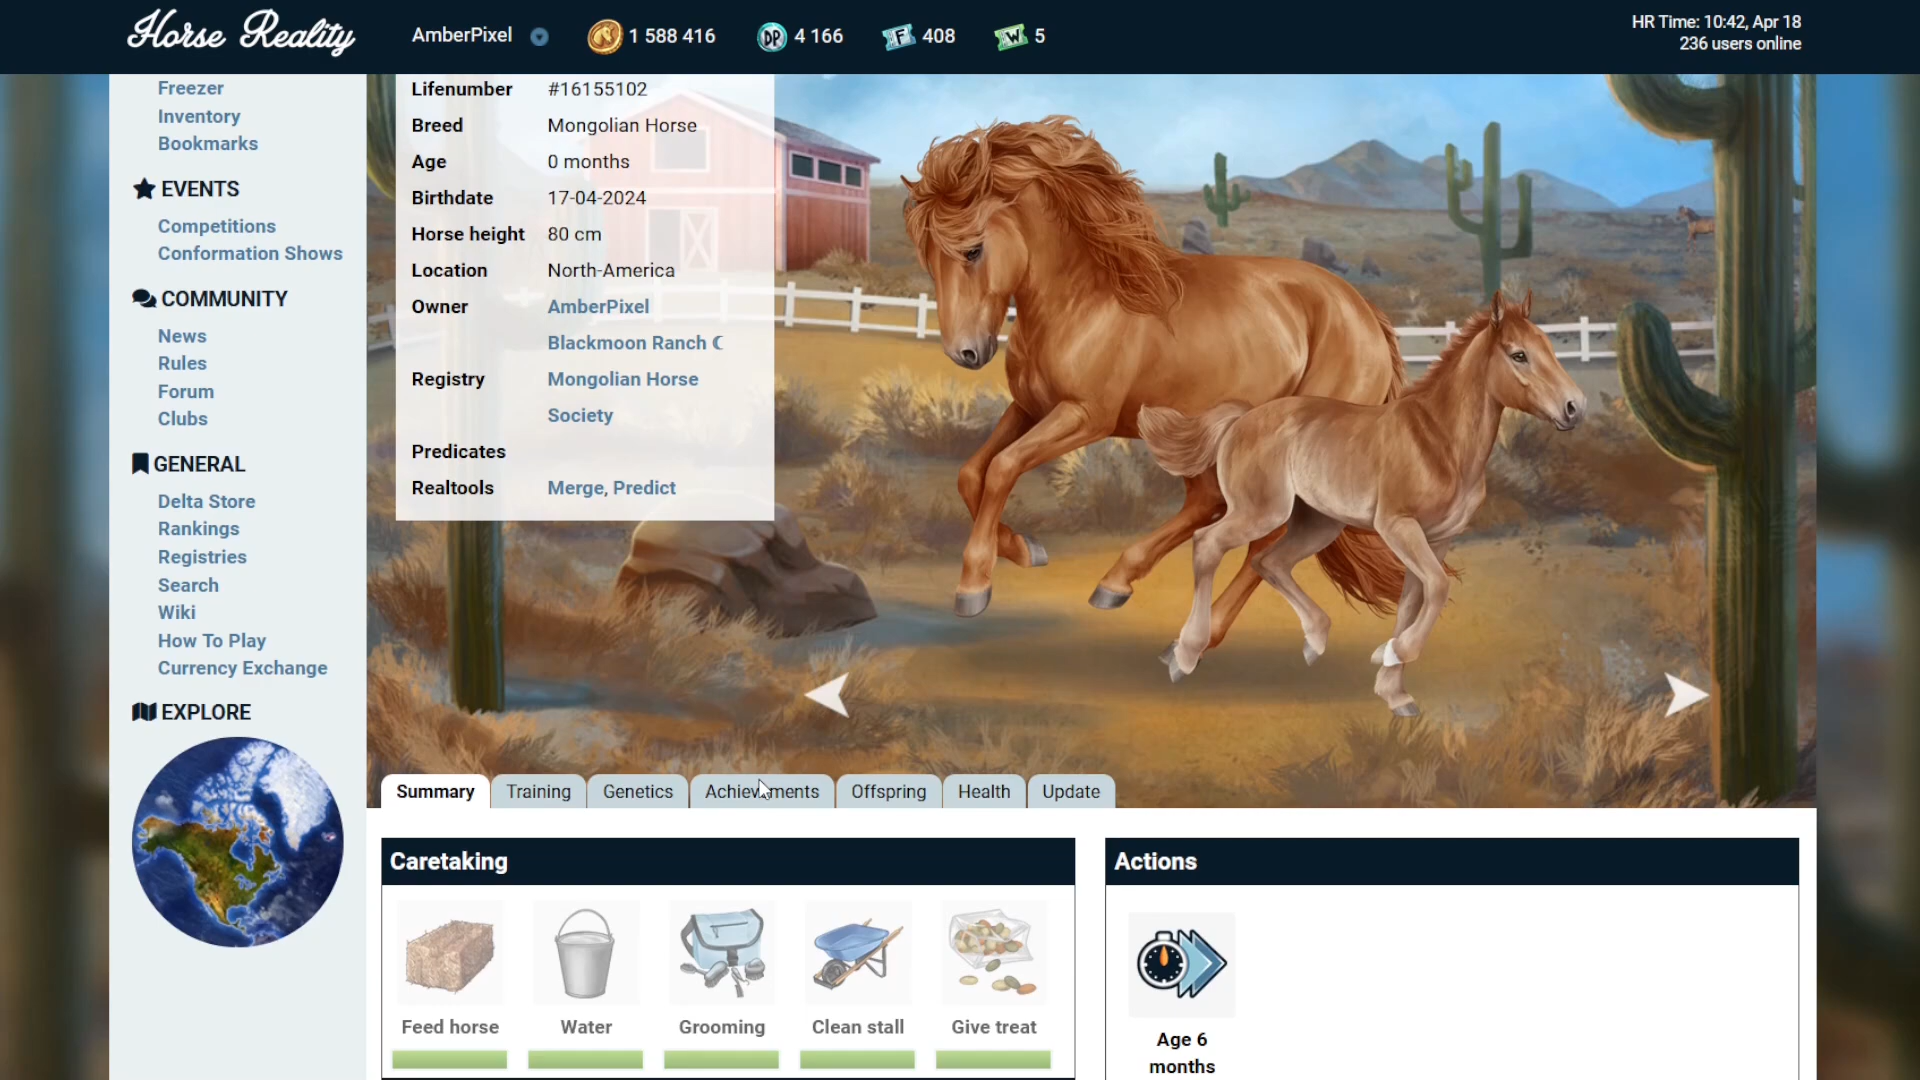 Horse Reality
AmberPixel
1 588 416
DP
4 166
F
408
W
5
HR Time: 10:42, Apr 18
236 users online
Freezer
Inventory
Bookmarks
EVENTS
Competitions
Conformation Shows
COMMUNITY
News
Rules
Forum
Clubs
GENERAL
Delta Store
Rankings
Registries
Search
Wiki
How To Play
Currency Exchange
EXPLORE
Lifenumber #16155102
Breed Mongolian Horse
Age 0 months
Birthdate 17-04-2024
Horse height 80 cm
Location North-America
Owner AmberPixel
Blackmoon Ranch ☾
Registry Mongolian Horse
Society
Predicates
Realtools Merge, Predict
Summary Training Genetics Achievements Offspring Health Update
Caretaking
Feed horse Water Grooming Clean stall Give treat
Actions
Age 6
months